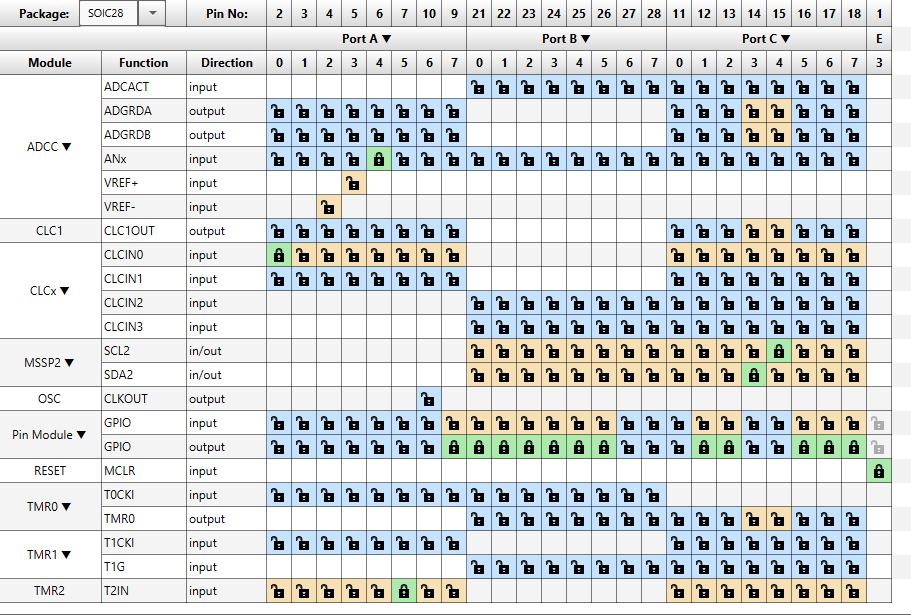 Package: SOIC28 Pin No: 2 3 4 5 6 7 10 9 21 22 23 24 25 26 27 28 11 12 13 14 15 16 17 18 1
Port A ▼ Port B ▼ Port C ▼ E
Module Function Direction 0 1 2 3 4 5 6 7 0 1 2 3 4 5 6 7 0 1 2 3 4 5 6 7 3
ADCACT input
ADGRDA output
ADGRDB output
ADCC ▼ ANx input
VREF+ input
VREF- input
CLC1 CLC1OUT output
CLCIN0 input
CLCx ▼ CLCIN1 input
CLCIN2 input
CLCIN3 input
MSSP2 ▼ SCL2 in/out
SDA2 in/out
OSC CLKOUT output
Pin Module ▼ GPIO input
GPIO output
RESET MCLR input
TMR0 ▼ T0CKI input
TMR0 output
TMR1 ▼ T1CKI input
T1G input
TMR2 T2IN input